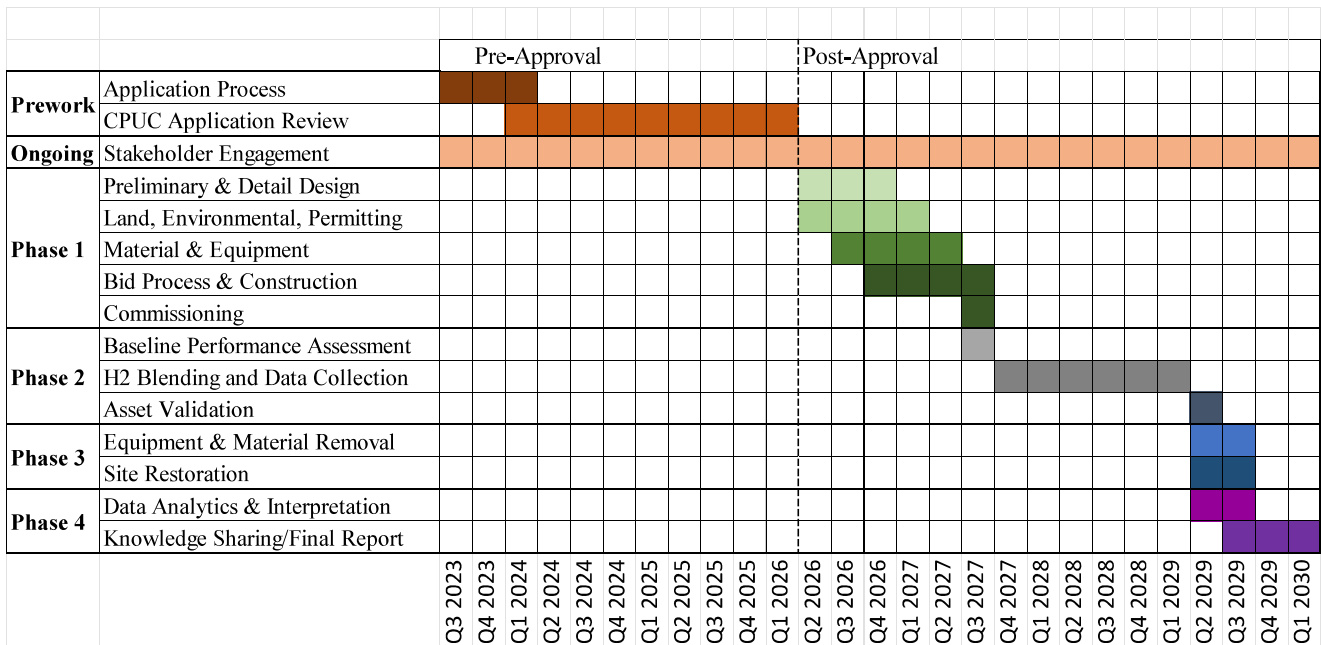 Pre-Approval Post-Approval
Prework
Application Process
CPUC Application Review
Ongoing Stakeholder Engagement
Phase 1
Preliminary & Detail Design
Land, Environmental, Permitting
Material & Equipment
Bid Process & Construction
Commissioning
Phase 2
Baseline Performance Assessment
H2 Blending and Data Collection
Asset Validation
Phase 3
Equipment & Material Removal
Site Restoration
Phase 4
Data Analytics & Interpretation
Knowledge Sharing/Final Report
Q3 2023
Q4 2023
Q1 2024
Q2 2024
Q3 2024
Q4 2024
Q1 2025
Q2 2025
Q3 2025
Q4 2025
Q1 2026
Q2 2026
Q3 2026
Q4 2026
Q1 2027
Q2 2027
Q3 2027
Q4 2027
Q1 2028
Q2 2028
Q3 2028
Q4 2028
Q1 2029
Q2 2029
Q3 2029
Q4 2029
Q1 2030